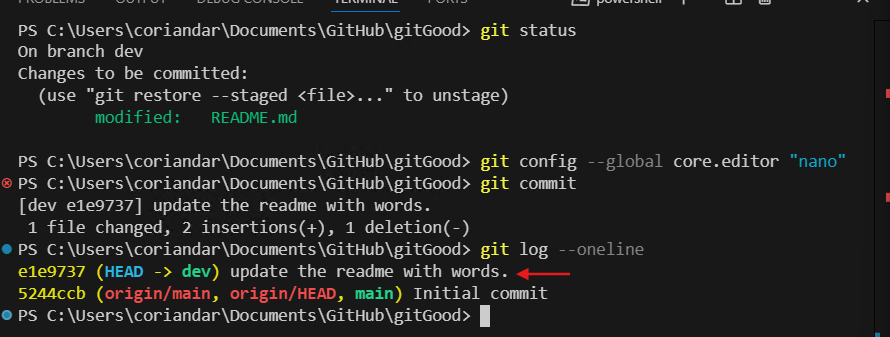 PROBLEMS OUTPUT DEBUG CONSOLE TERMINAL PORTS powershell
PS C:\Users\coriandar\Documents\GitHub\gitGood> git status
On branch dev
Changes to be committed:
  (use "git restore --staged <file>..." to unstage)
        modified:   README.md
PS C:\Users\coriandar\Documents\GitHub\gitGood> git config --global core.editor "nano"
PS C:\Users\coriandar\Documents\GitHub\gitGood> git commit
[dev e1e9737] update the readme with words.
 1 file changed, 2 insertions(+), 1 deletion(-)
PS C:\Users\coriandar\Documents\GitHub\gitGood> git log --oneline
e1e9737 (HEAD -> dev) update the readme with words.
5244ccb (origin/main, origin/HEAD, main) Initial commit
PS C:\Users\coriandar\Documents\GitHub\gitGood>